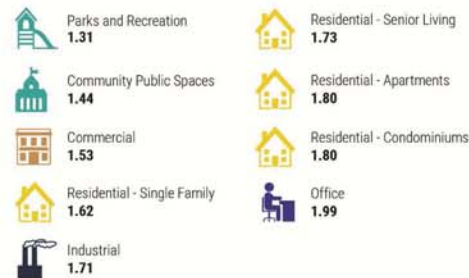 Parks and Recreation
1.31
Community Public Spaces
1.44
Commercial
1.53
Residential - Single Family
1.62
Industrial
1.71
Residential - Senior Living
1.73
Residential - Apartments
1.80
Residential - Condominiums
1.80
Office
1.99